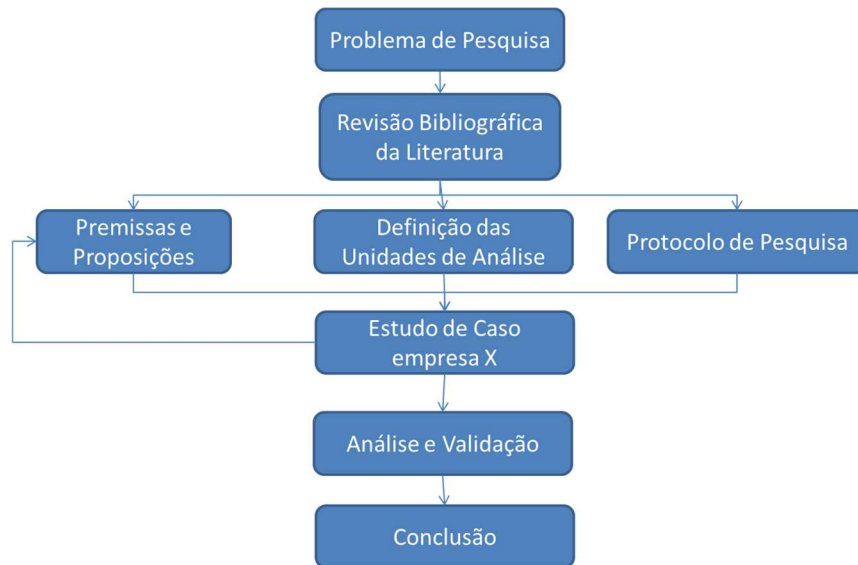 Problema de Pesquisa
Revisão Bibliográfica
da Literatura
Premissas e
Proposições
Definição das
Unidades de Análise
Protocolo de Pesquisa
Estudo de Caso
empresa X
Análise e Validação
Conclusão